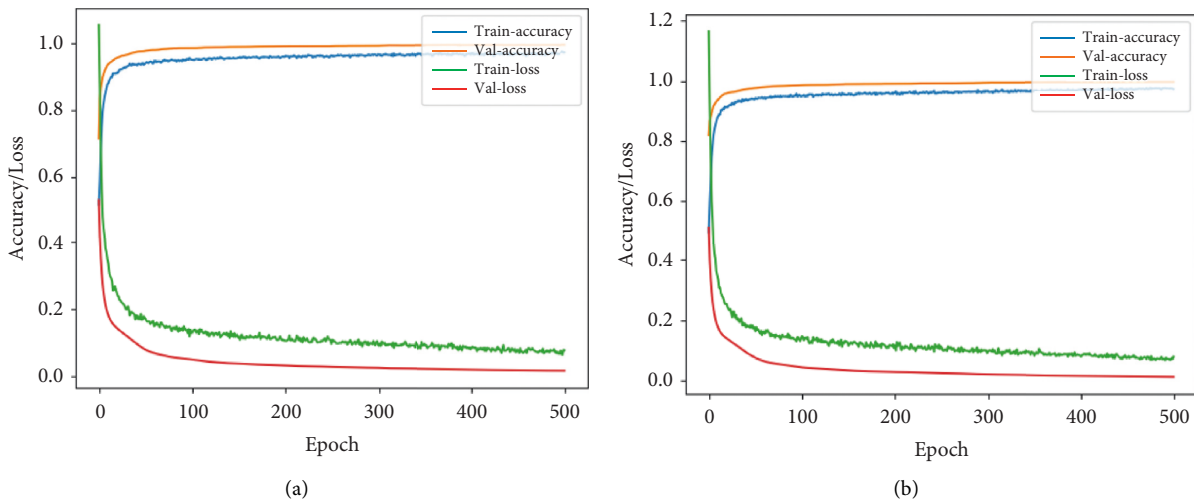 Accuracy/Loss
1.0
0.8
0.6
0.4
0.2
0.0
Train-accuracy
Val-accuracy
Train-loss
Val-loss
0 100 200 300 400 500
Epoch
(a)
Accuracy/Loss
1.2
1.0
0.8
0.6
0.4
0.2
0.0
Train-accuracy
Val-accuracy
Train-loss
Val-loss
0 100 200 300 400 500
Epoch
(b)